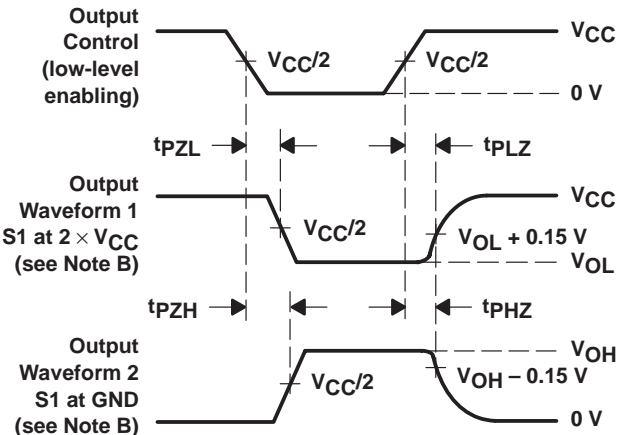 Output
Control
(low-level
enabling)
VCC/2
VCC/2
VCC
0 V
tPZL
tPLZ
Output
Waveform 1
S1 at 2 × VCC
(see Note B)
VCC/2
VCC
VOL + 0.15 V
VOL
tPZH
tPHZ
Output
Waveform 2
S1 at GND
(see Note B)
VCC/2
VOH
VOH – 0.15 V
0 V